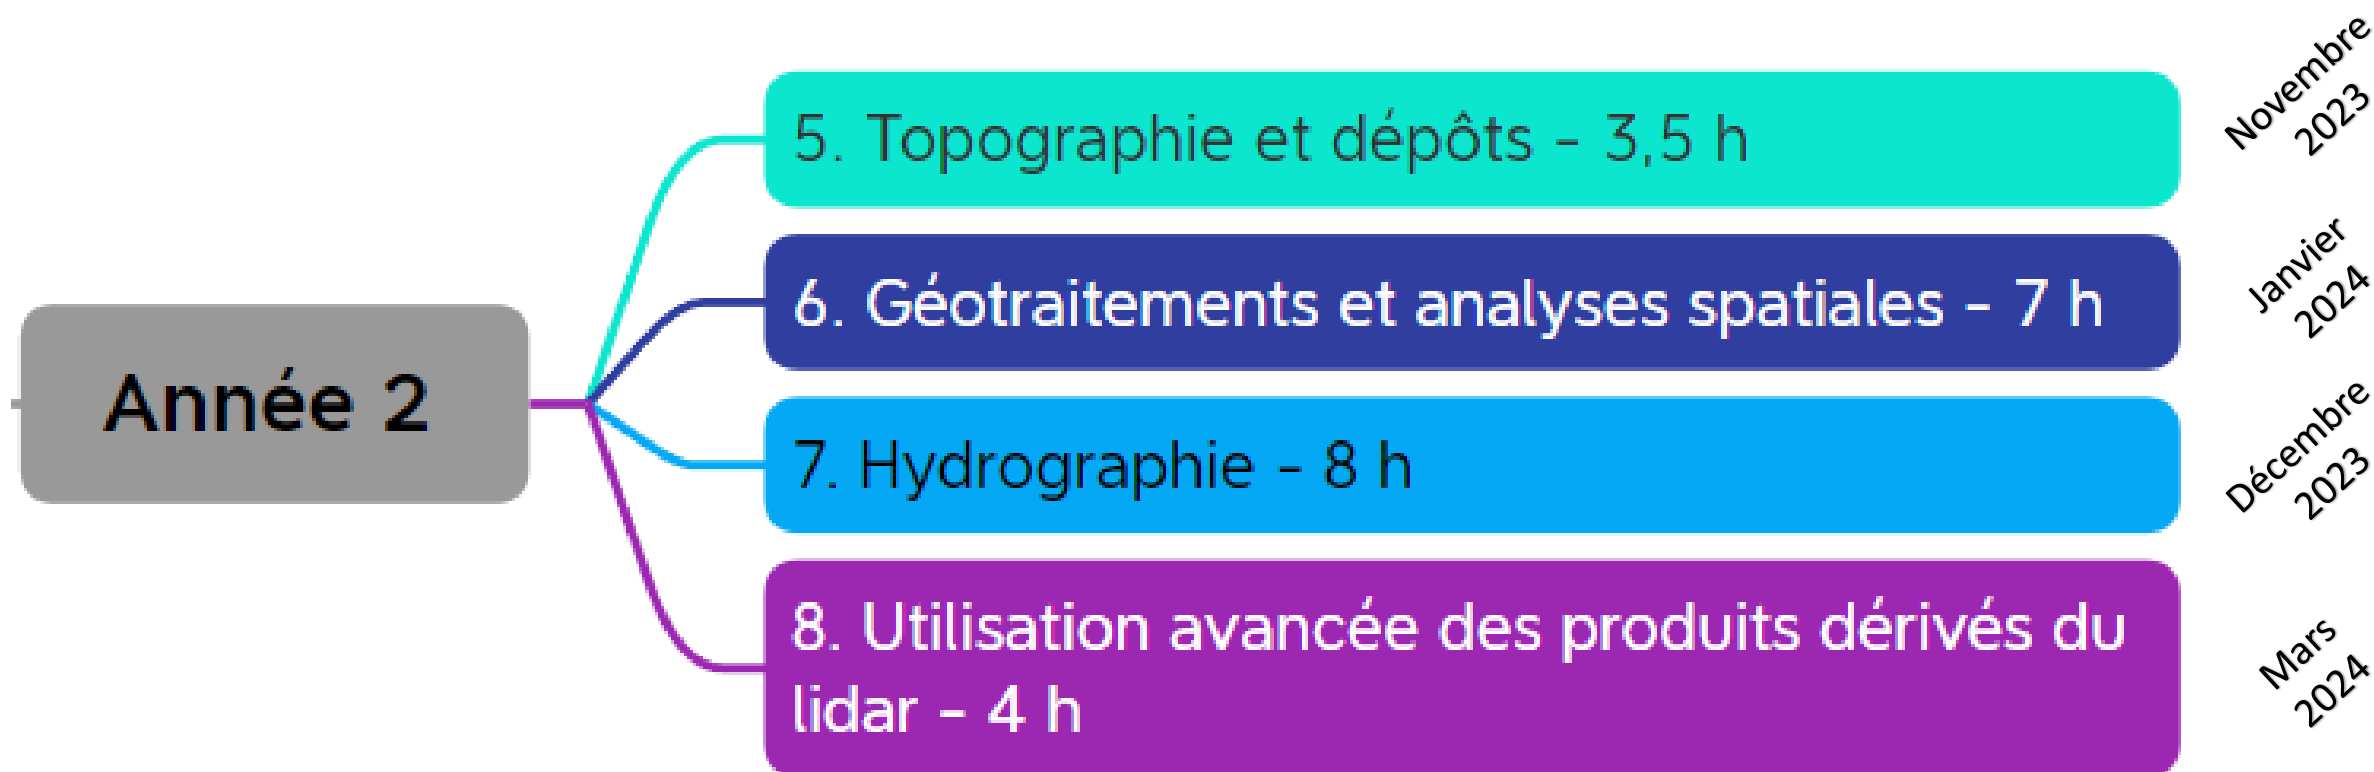 Année 2
5. Topographie et dépôts - 3,5 h
Novembre
2023
6. Géotraitements et analyses spatiales - 7 h
Janvier
2024
7. Hydrographie - 8 h
Décembre
2023
8. Utilisation avancée des produits dérivés du
lidar - 4 h
Mars
2024